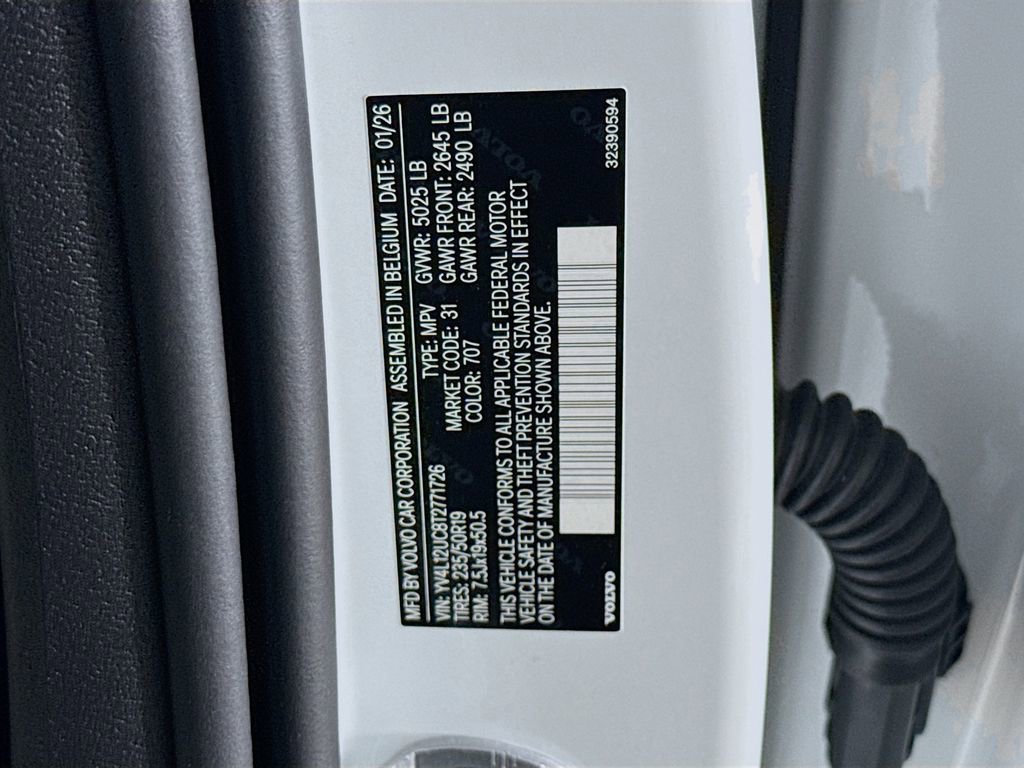 MFD BY VOLVO CAR CORPORATION ASSEMBLED IN BELGIUM DATE: 01/26
VIN: YV4L12UC8T2771726 TYPE: MPV GVWR: 5025 LB
TIRES: 235/50R19 MARKET CODE: 31 GAWR FRONT: 2645 LB
RIM: 7.5Jx19x50.5 COLOR: 707 GAWR REAR: 2490 LB
THIS VEHICLE CONFORMS TO ALL APPLICABLE FEDERAL MOTOR
VEHICLE SAFETY AND THEFT PREVENTION STANDARDS IN EFFECT
ON THE DATE OF MANUFACTURE SHOWN ABOVE.
VOLVO 32390594